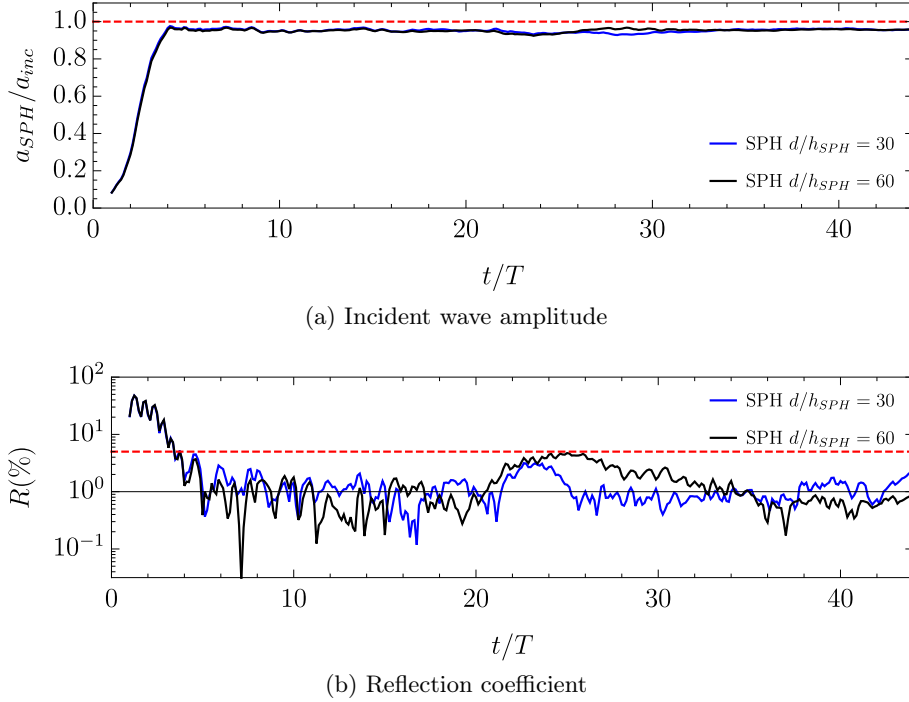 1.0
0.8
0.6
0.4
0.2
0.0
a_{SPH}/a_{inc}
SPH d/h_{SPH} = 30
SPH d/h_{SPH} = 60
0 10 20 30 40
t/T
(a) Incident wave amplitude
10^2
10^1
10^0
10^{-1}
R(%)
SPH d/h_{SPH} = 30
SPH d/h_{SPH} = 60
0 10 20 30 40
t/T
(b) Reflection coefficient